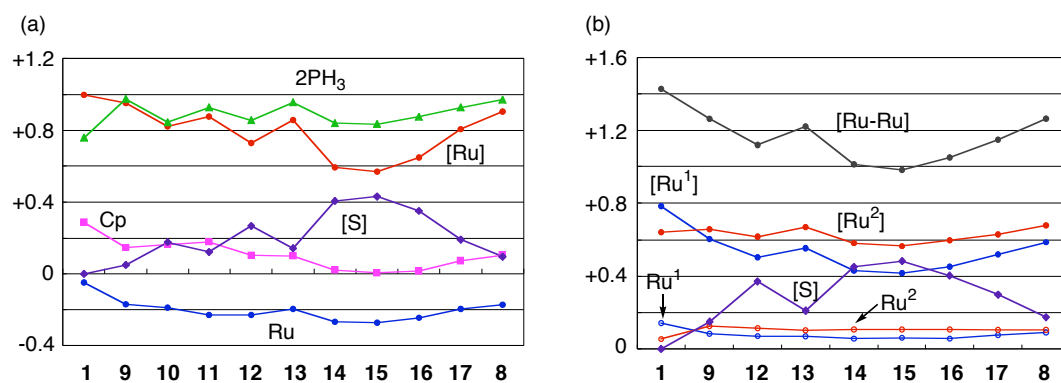 (a)
+1.2
2PH₃
+0.8
[Ru]
+0.4
Cp
[S]
0
Ru
-0.4
1 9 10 11 12 13 14 15 16 17 8
(b)
+1.6
[Ru-Ru]
+1.2
[Ru¹]
+0.8
[Ru²]
+0.4
Ru¹
[S]
Ru²
0
1 9 12 13 14 15 16 17 8